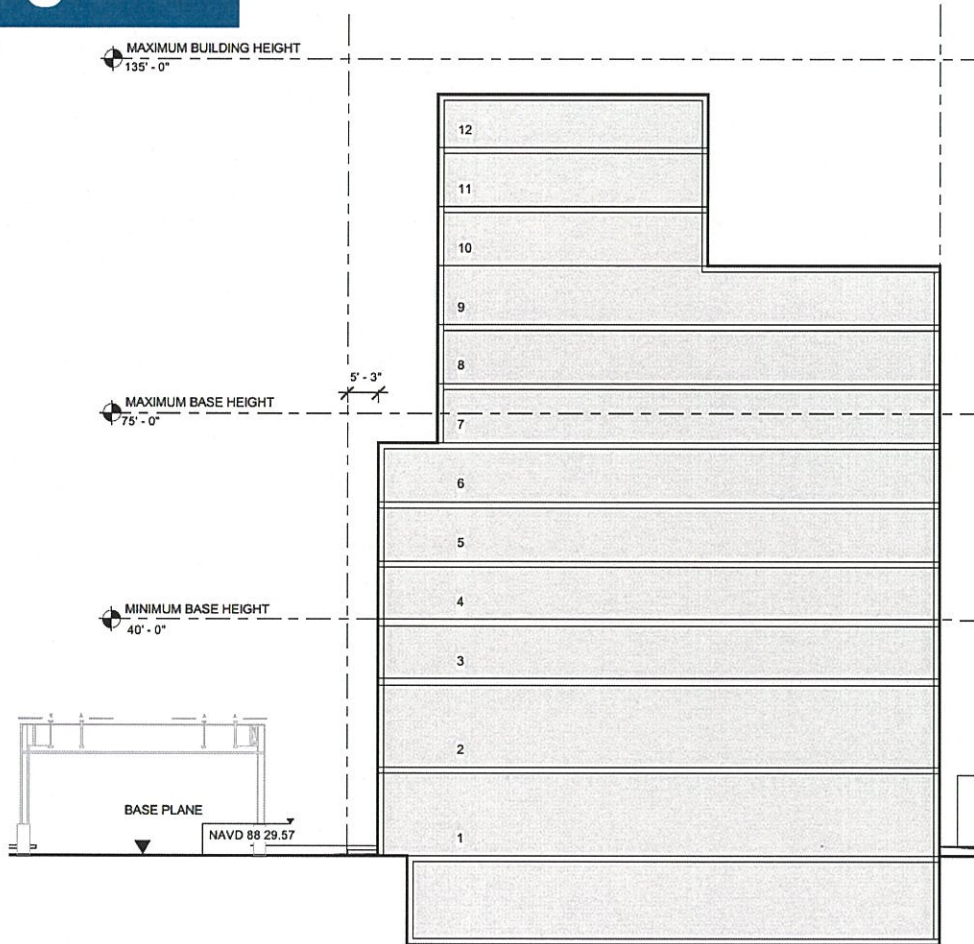 MAXIMUM BUILDING HEIGHT
135' - 0"
12
11
10
9
8
5' - 3"
MAXIMUM BASE HEIGHT
75' - 0"
7
6
5
4
MINIMUM BASE HEIGHT
40' - 0"
3
2
BASE PLANE
NAVD 88 29.57
1